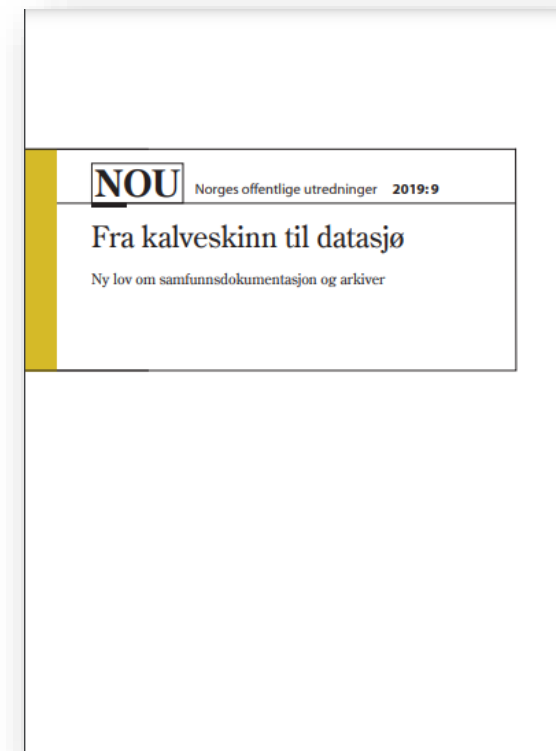 NOU Norges offentlige utredninger 2019:9
Fra kalveskinn til datasjø
Ny lov om samfunnsdokumentasjon og arkiver